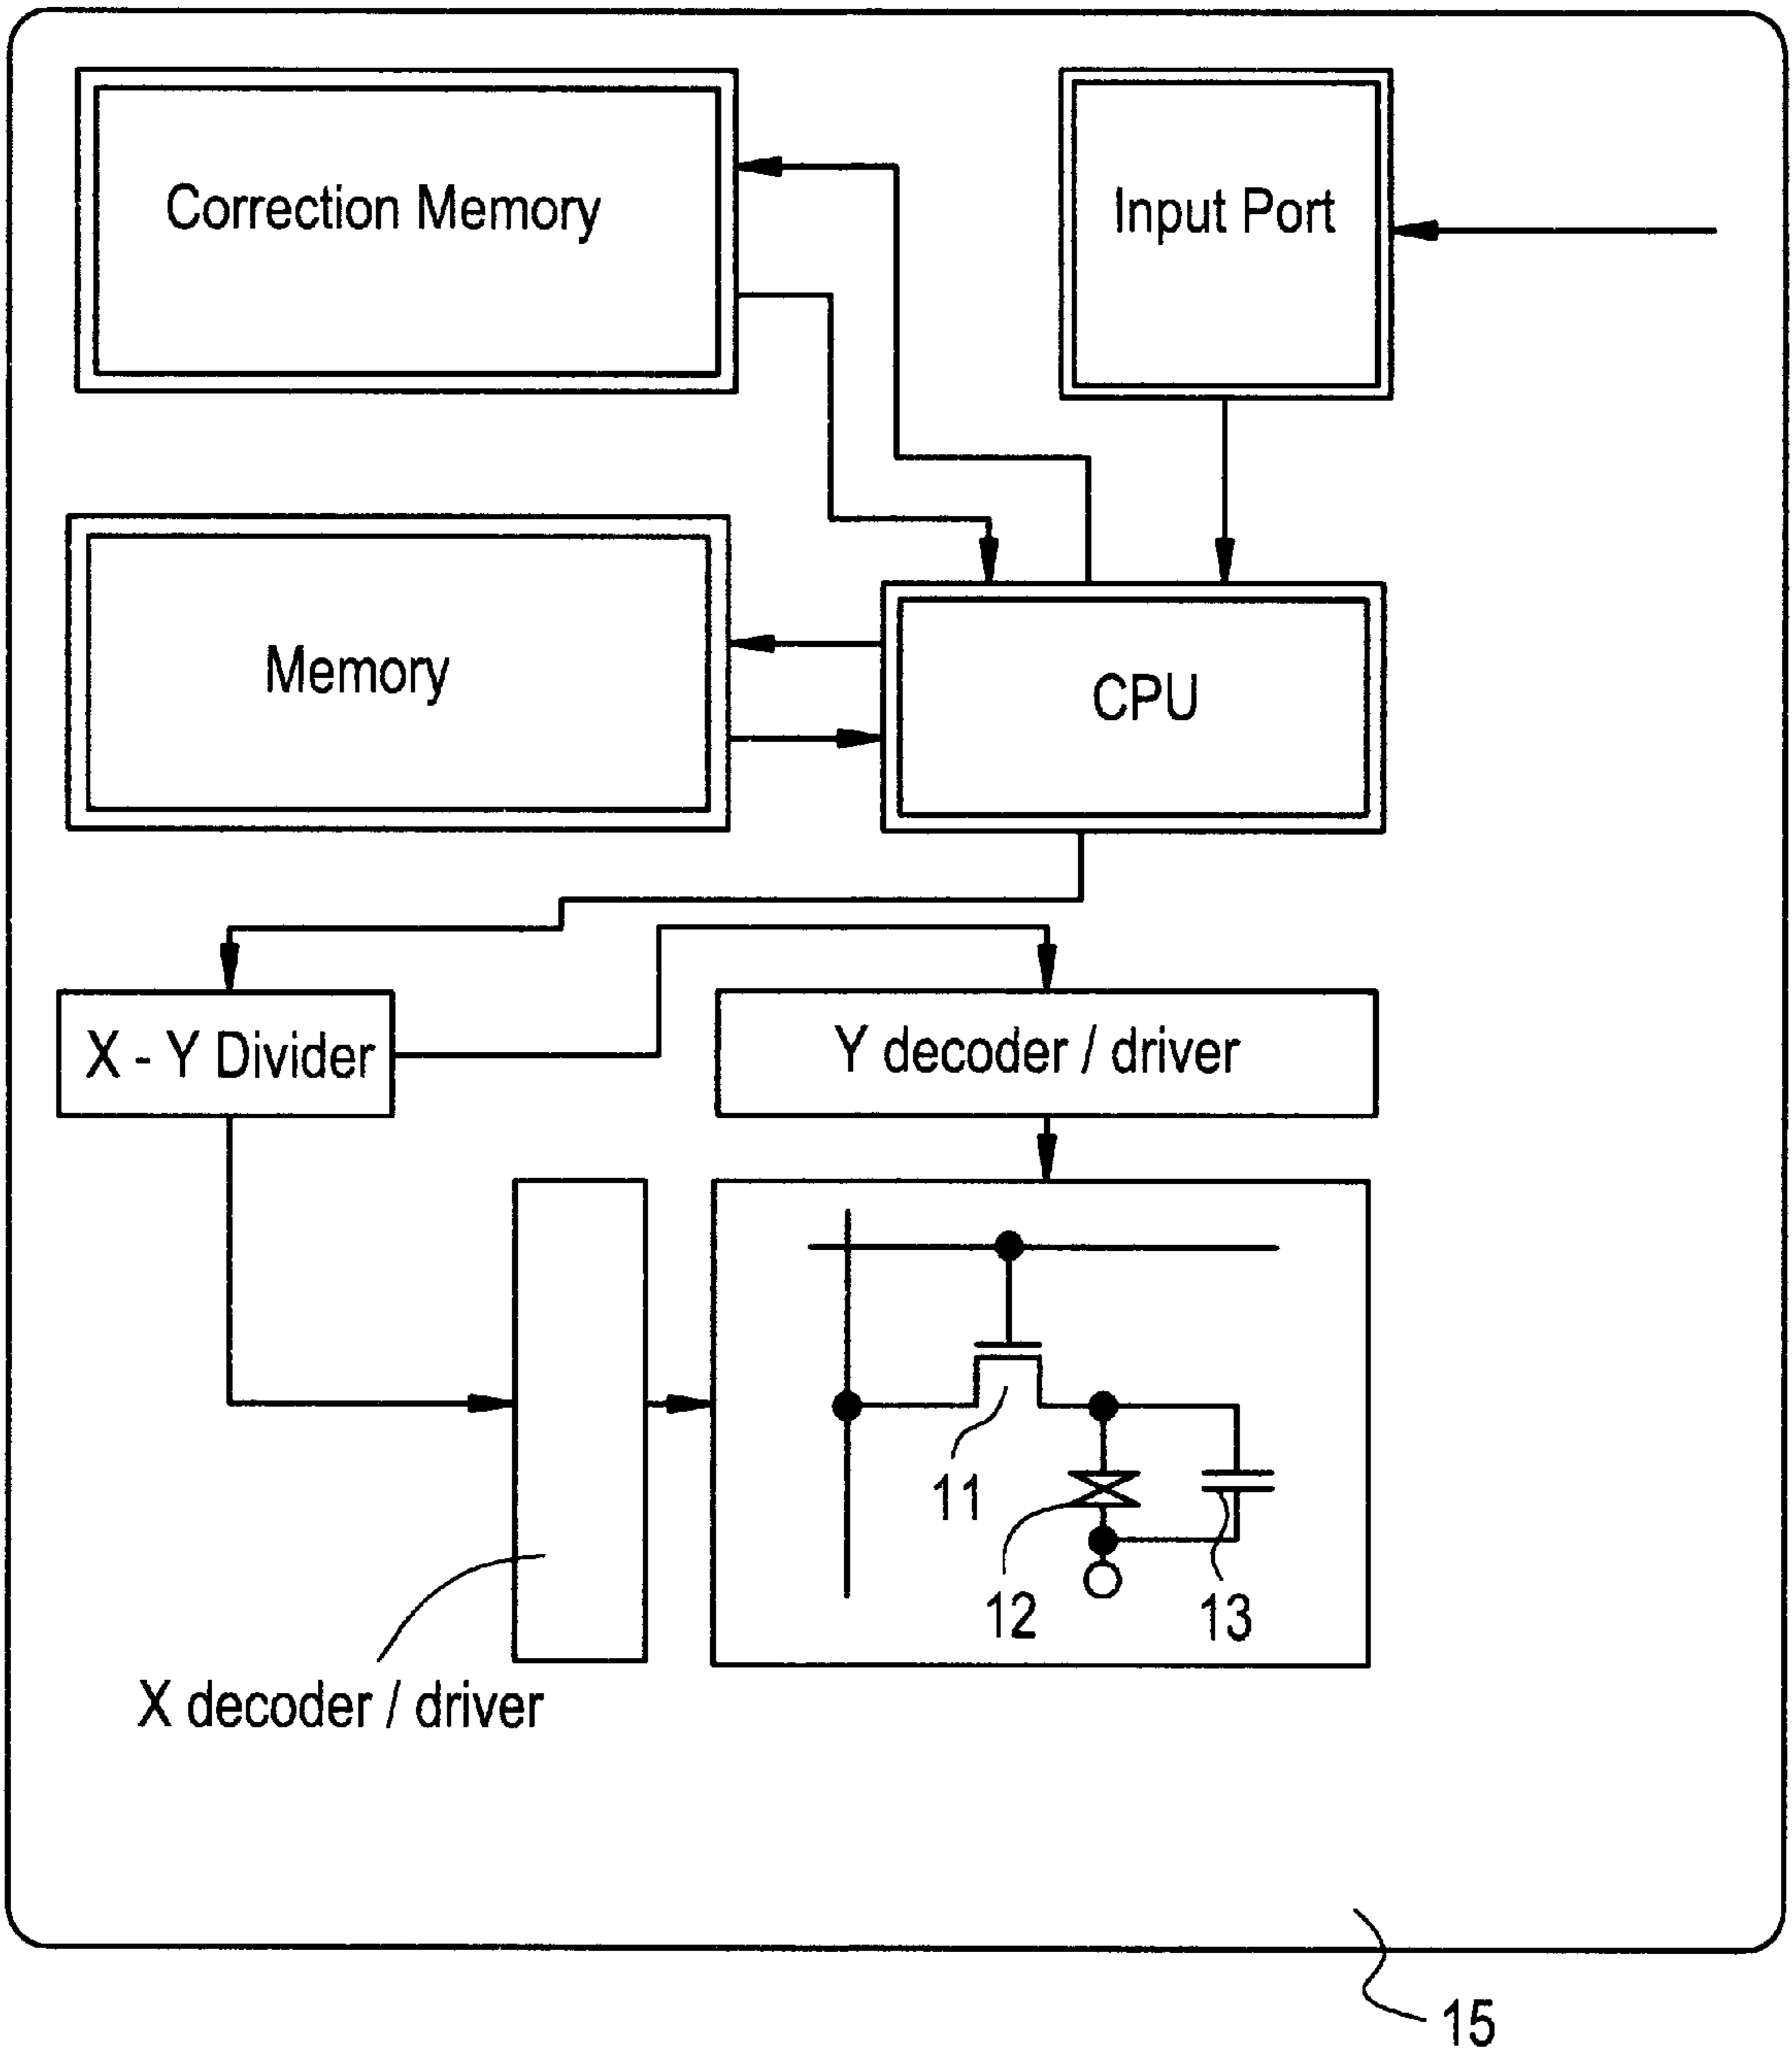 Correction Memory
Input Port
Memory
CPU
X - Y Divider
Y decoder / driver
11
12
13
X decoder / driver
15